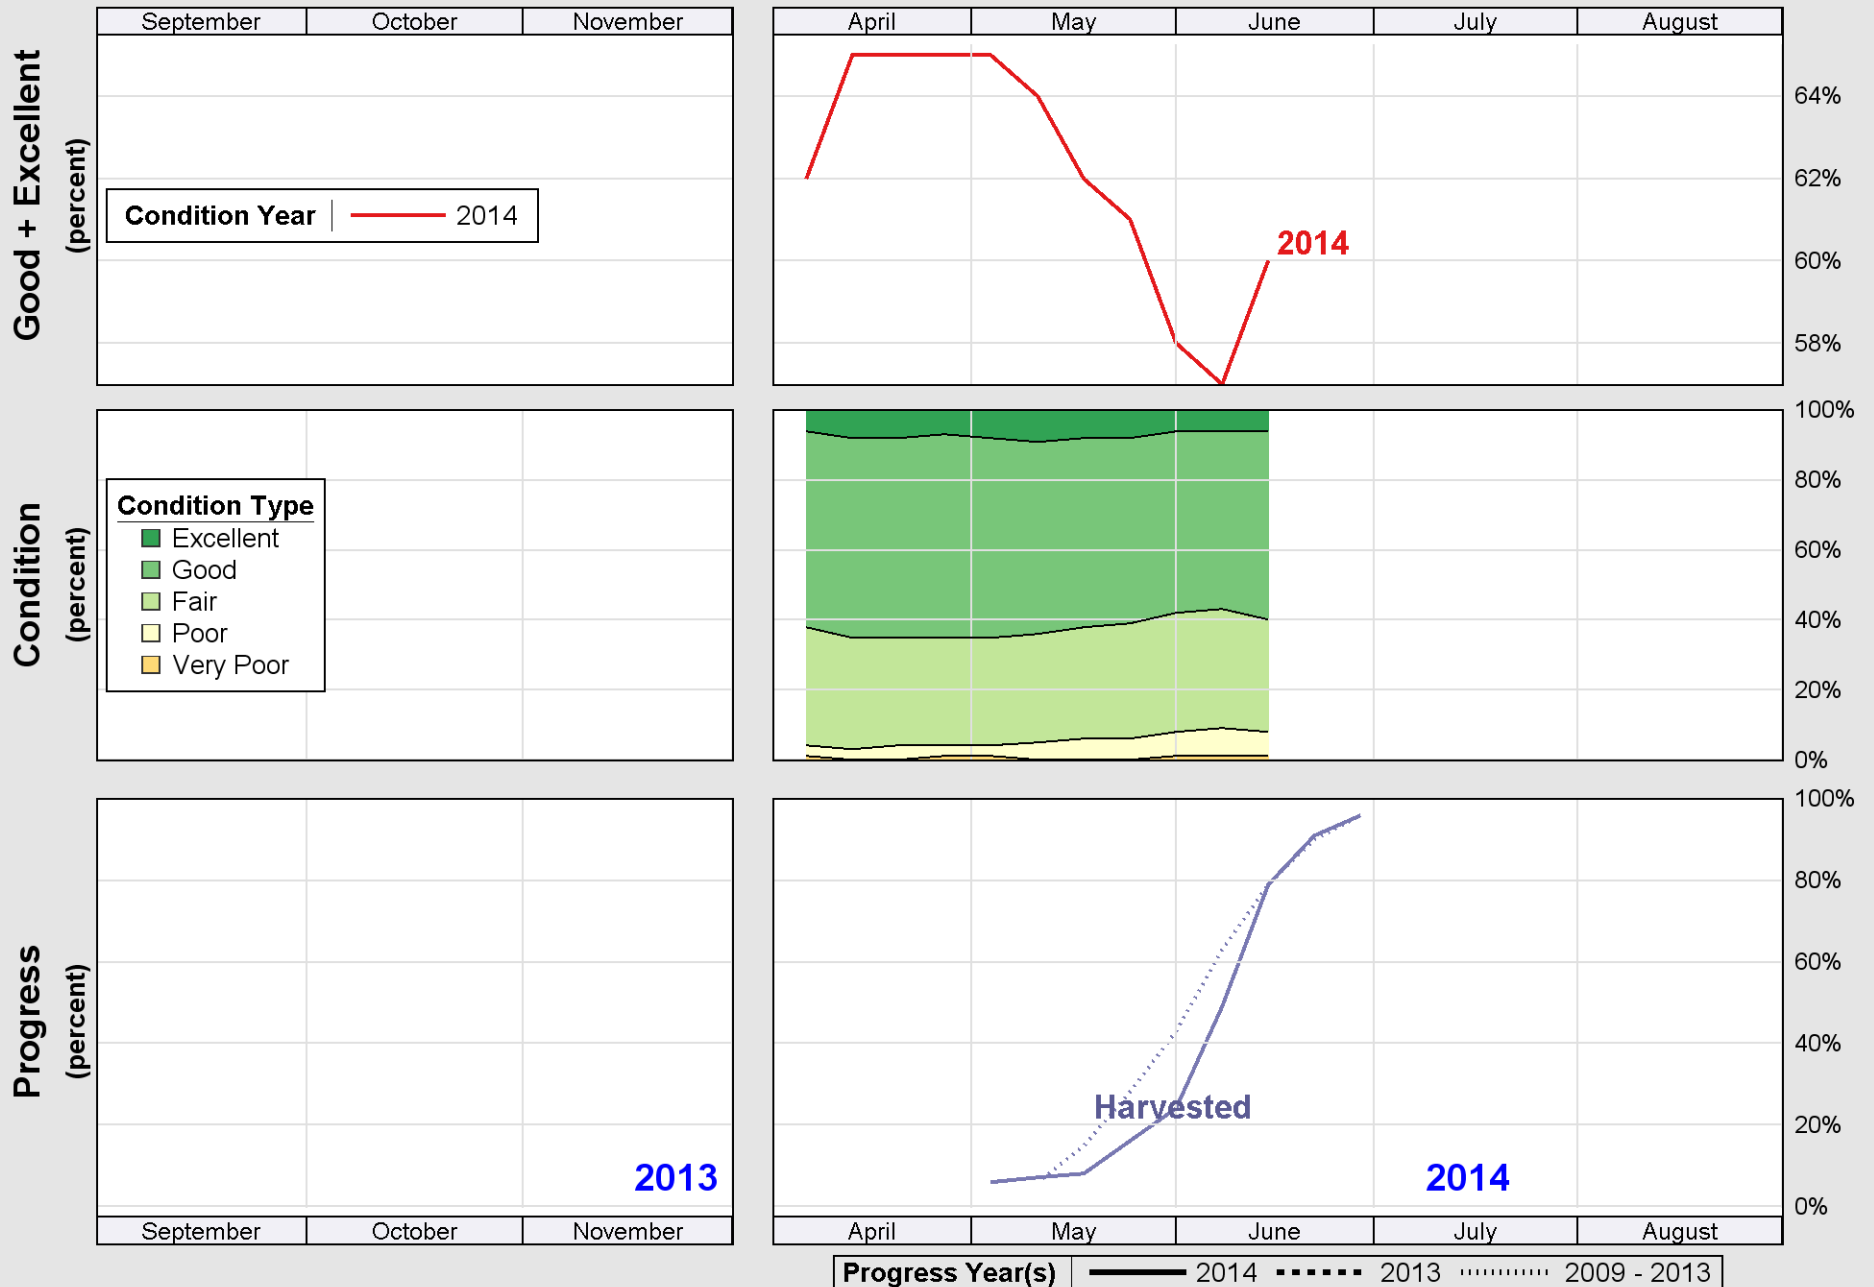 September October November April May June July August
Good + Excellent
(percent)
64%
62%
60%
58%
Condition Year 2014
2014
Condition
(percent)
100%
80%
60%
40%
20%
0%
Condition Type
Excellent
Good
Fair
Poor
Very Poor
Progress
(percent)
100%
80%
60%
40%
20%
0%
Harvested
2013
2014
September October November April May June July August
Progress Year(s) 2014 2013 2009 - 2013